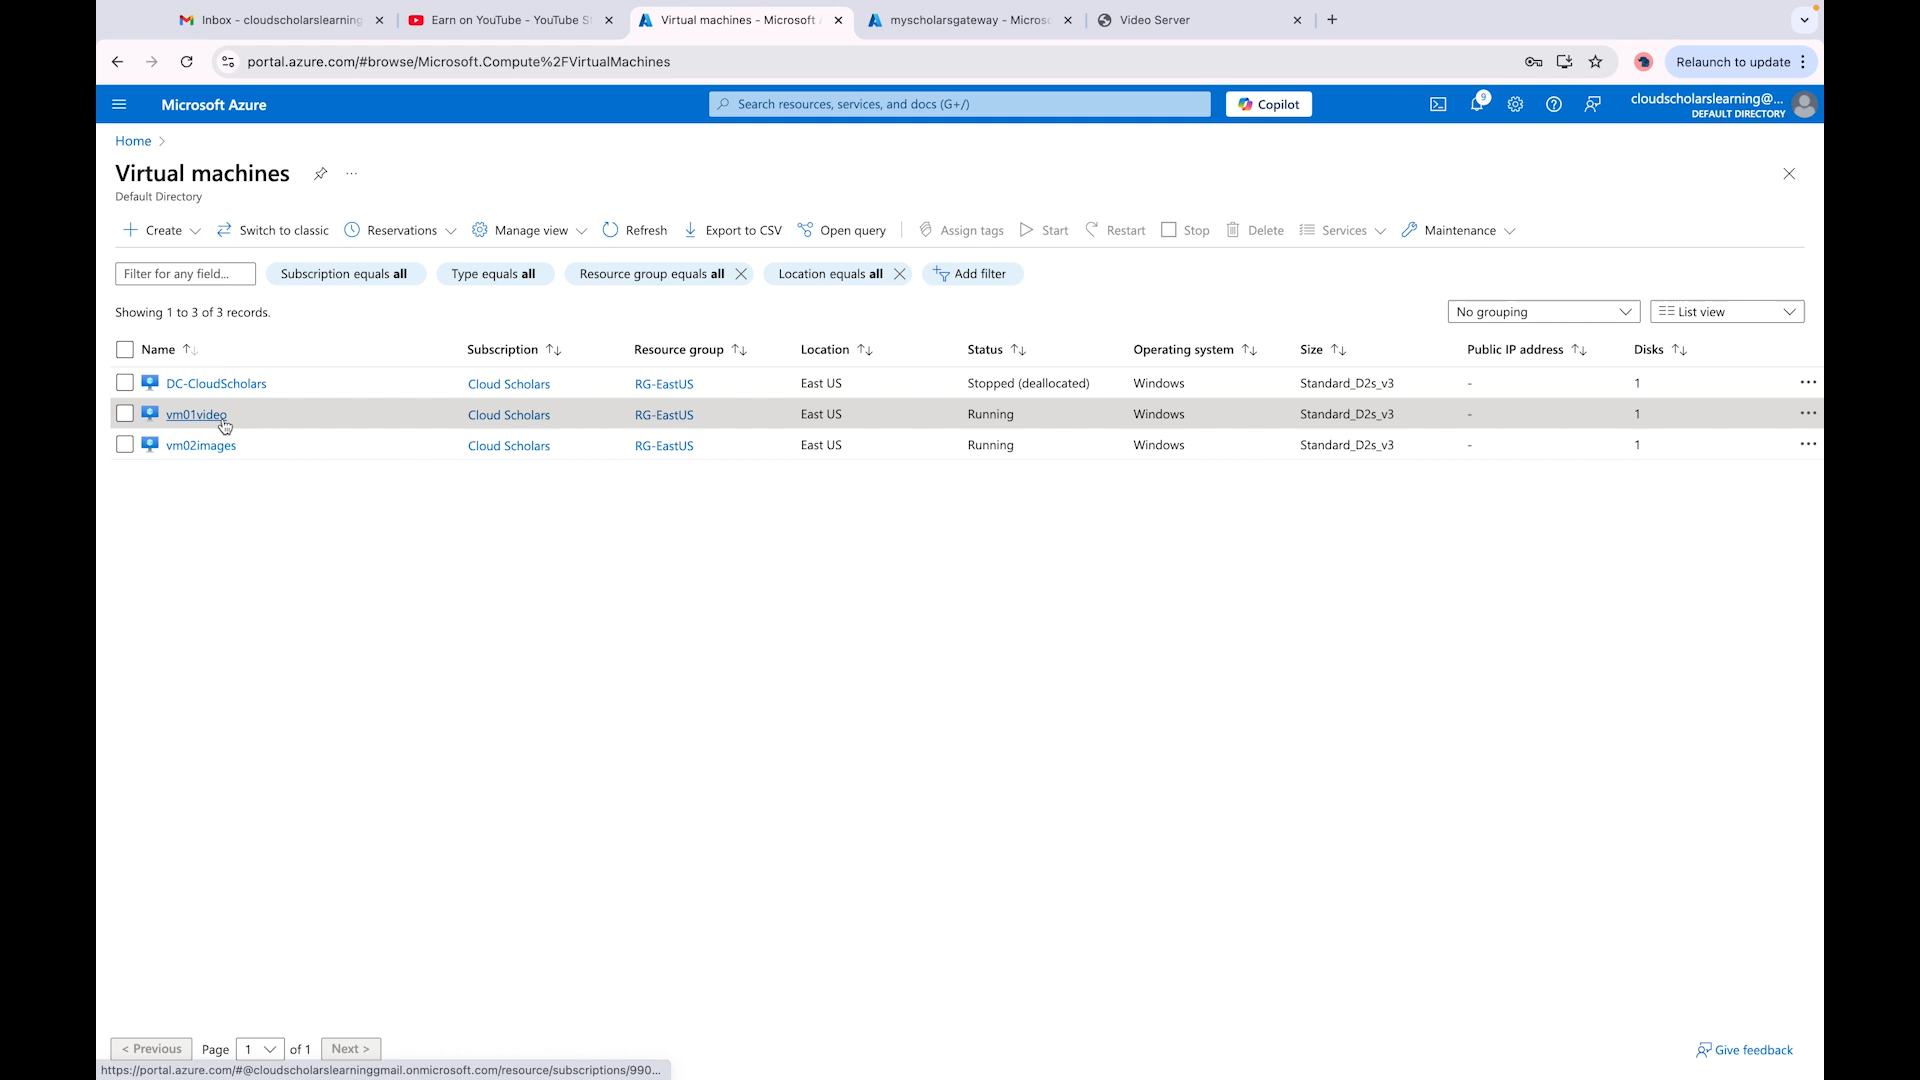 Inbox - cloudscholarslearning
Earn on YouTube - YouTube S
Virtual machines - Microsoft
myscholarsgateway - Micros
Video Server
portal.azure.com/#browse/Microsoft.Compute%2FVirtualMachines
Relaunch to update
Microsoft Azure
Search resources, services, and docs (G+/)
Copilot
9
cloudscholarslearning@...
DEFAULT DIRECTORY
Home
Virtual machines
Default Directory
Create
Switch to classic
Reservations
Manage view
Refresh
Export to CSV
Open query
Assign tags
Start
Restart
Stop
Delete
Services
Maintenance
Filter for any field...
Subscription equals all
Type equals all
Resource group equals all
Location equals all
Add filter
Showing 1 to 3 of 3 records.
No grouping
List view
Name Subscription Resource group Location Status Operating system Size Public IP address Disks
DC-CloudScholars Cloud Scholars RG-EastUS East US Stopped (deallocated) Windows Standard_D2s_v3 - 1
vm01video Cloud Scholars RG-EastUS East US Running Windows Standard_D2s_v3 - 1
vm02images Cloud Scholars RG-EastUS East US Running Windows Standard_D2s_v3 - 1
< Previous Page 1 of 1 Next >
Give feedback
https://portal.azure.com/#@cloudscholarslearninggmail.onmicrosoft.com/resource/subscriptions/990...